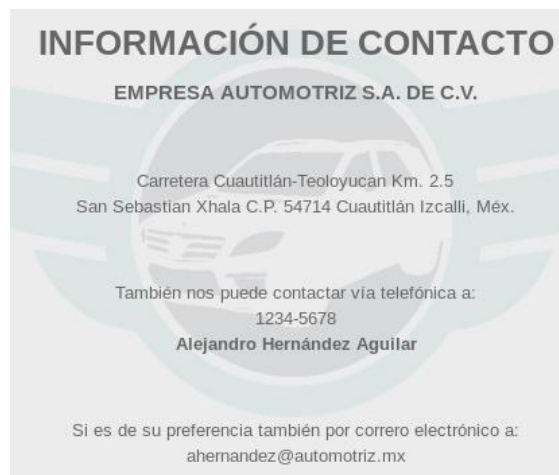 INFORMACIÓN DE CONTACTO
EMPRESA AUTOMOTRIZ S.A. DE C.V.
Carretera Cuautitlán-Teoloyucan Km. 2.5
San Sebastian Xhala C.P. 54714 Cuautitlán Izcalli, Méx.
También nos puede contactar vía telefónica a:
1234-5678
Alejandro Hernández Aguilar
Si es de su preferencia también por correro electrónico a:
ahernandez@automotriz.mx